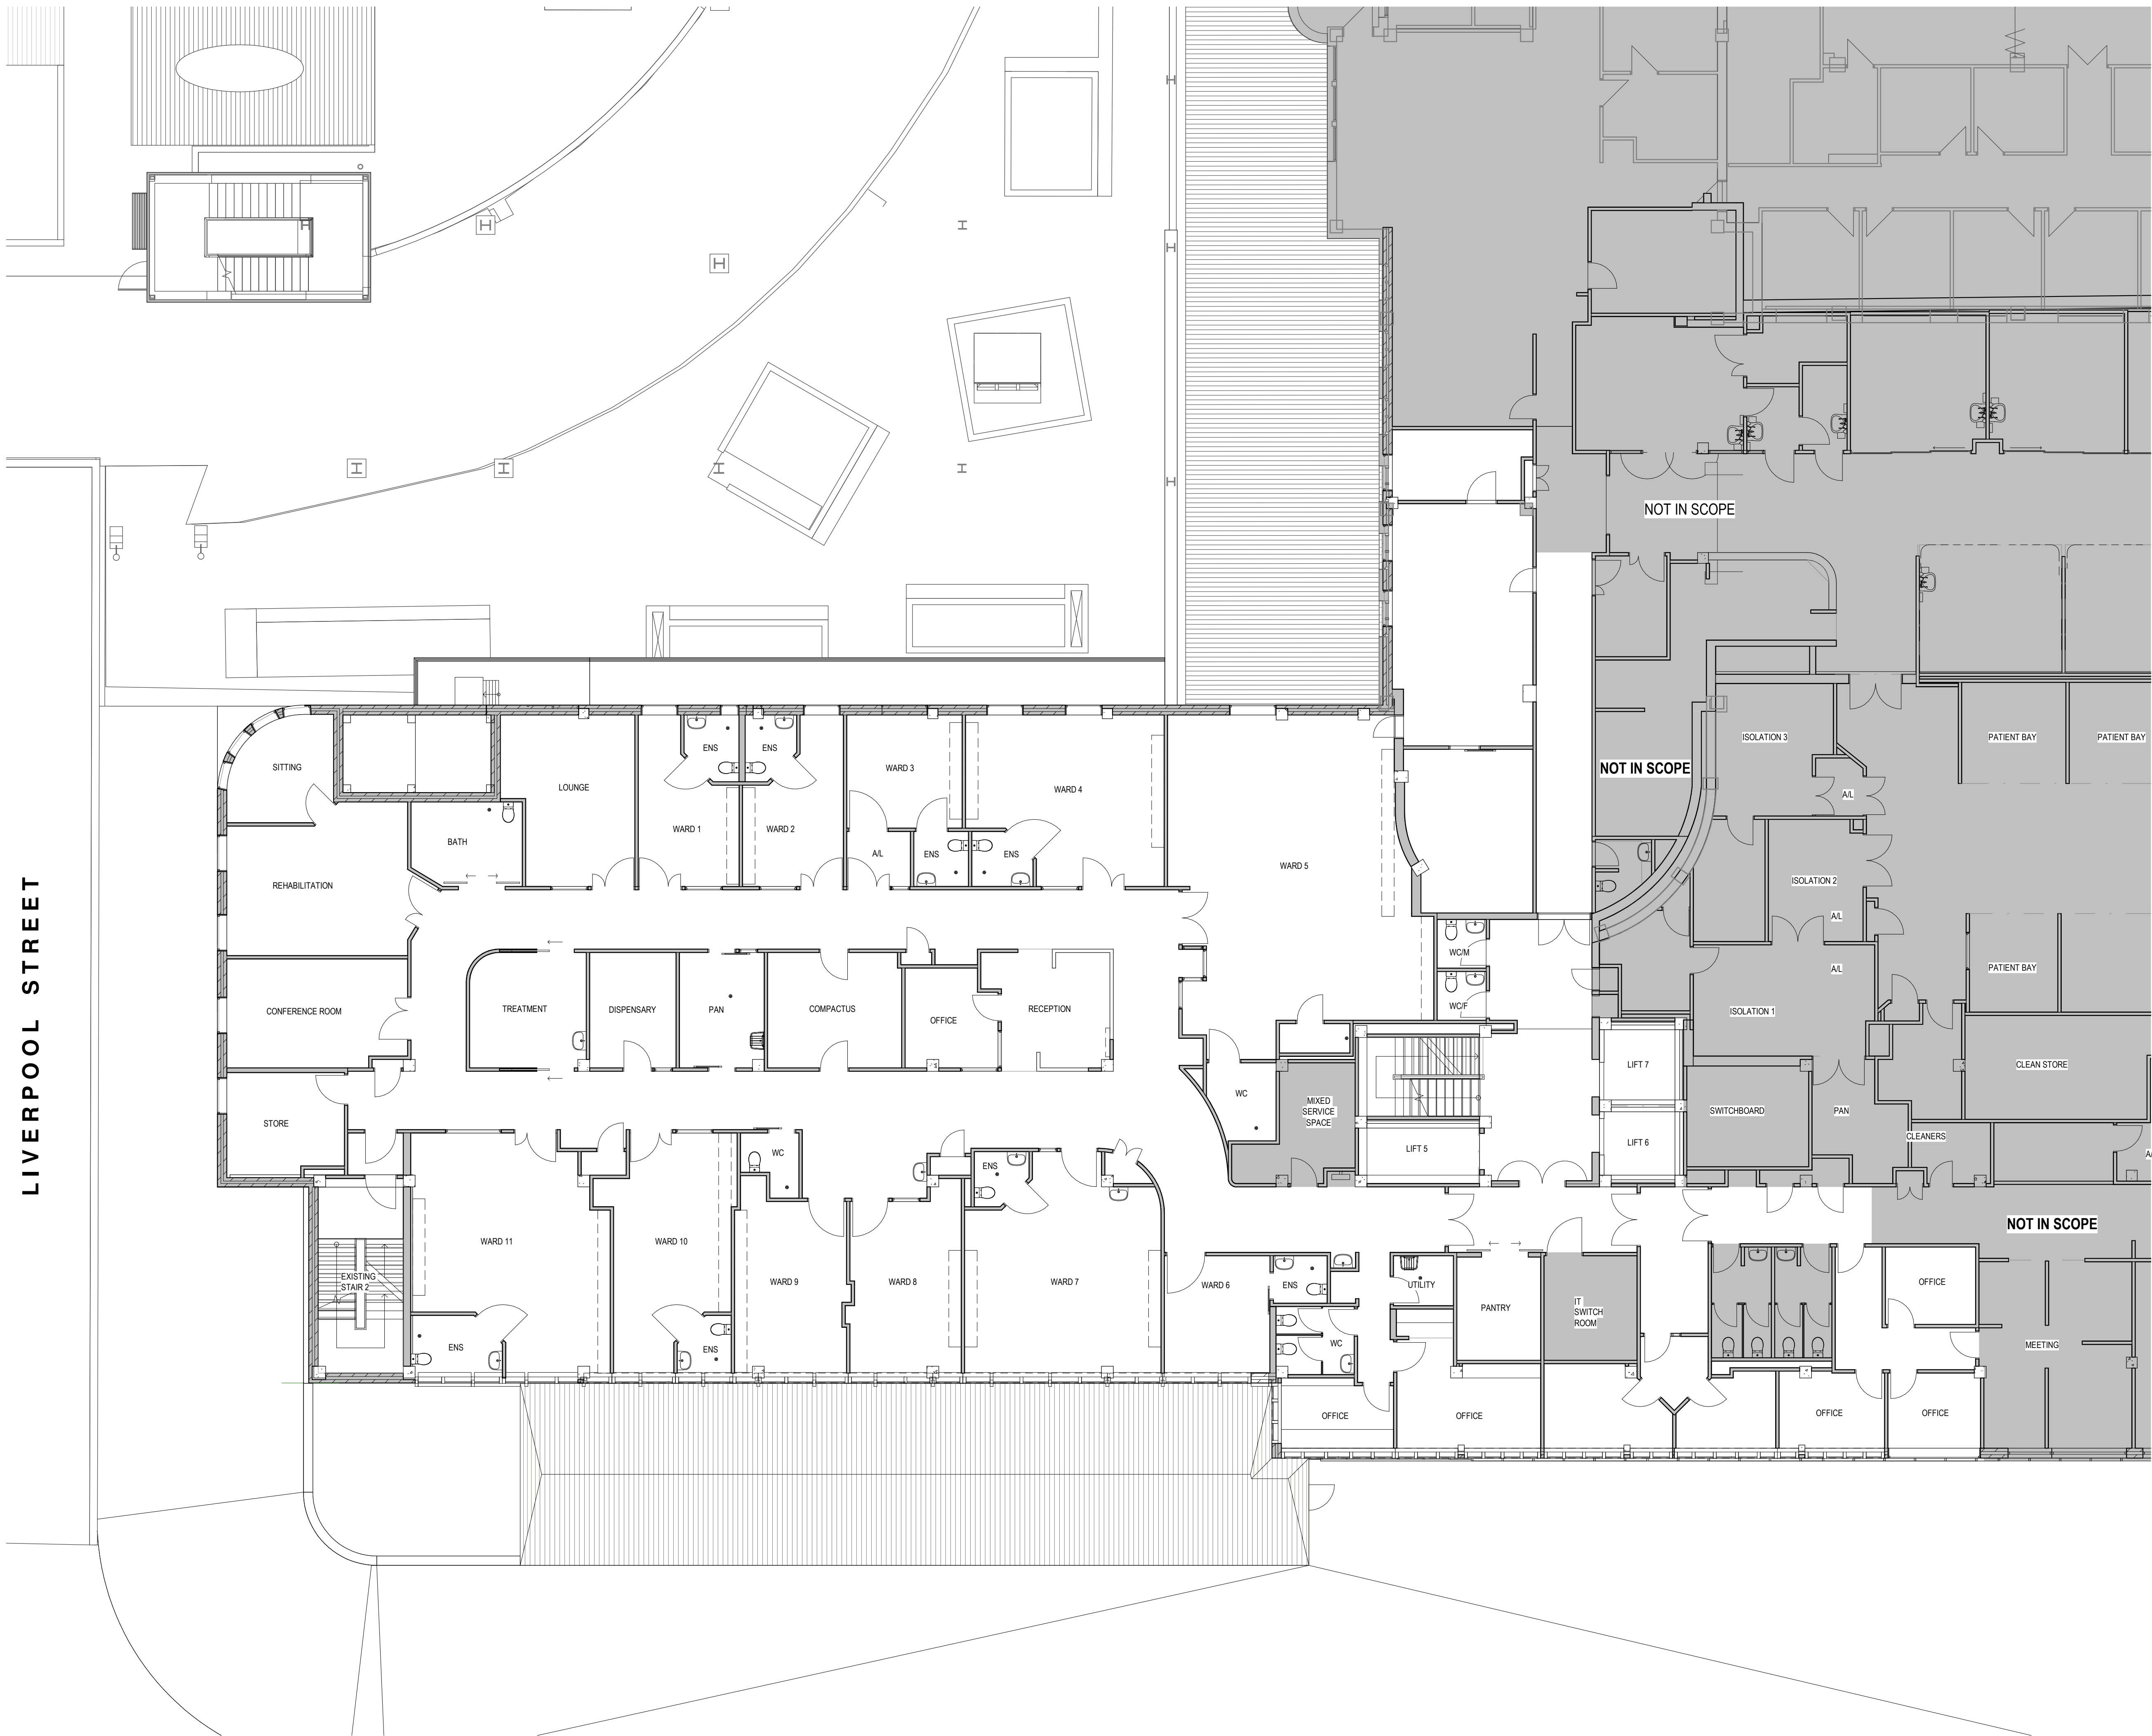 NOT IN SCOPE
LIVERPOOL STREET
SITTING
LOUNGE
ENS
ENS
WARD 3
WARD 4
ISOLATION 3
PATIENT BAY
PATIENT BAY
NOT IN SCOPE
A/L
BATH
WARD 1
WARD 2
A/L
ENS
ENS
WARD 5
REHABILITATION
ISOLATION 2
A/L
WC/M
A/L
PATIENT BAY
CONFERENCE ROOM
TREATMENT
DISPENSARY
PAN
COMPACTUS
OFFICE
RECEPTION
WC/F
ISOLATION 1
LIFT 7
CLEAN STORE
STORE
WC
MIXED
SERVICE
SPACE
SWITCHBOARD
PAN
LIFT 5
LIFT 6
CLEANERS
WC
ENS
NOT IN SCOPE
WARD 11
WARD 10
EXISTING
STAIR 2
WARD 9
WARD 8
WARD 7
WARD 6
ENS
UTILITY
PANTRY
IT
SWITCH
ROOM
OFFICE
ENS
ENS
WC
MEETING
OFFICE
OFFICE
OFFICE
OFFICE